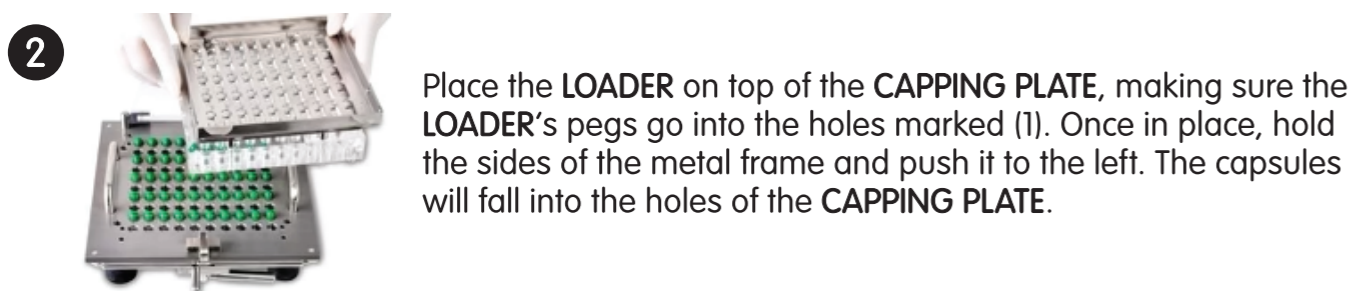 2
Place the LOADER on top of the CAPPING PLATE, making sure the
LOADER's pegs go into the holes marked (1). Once in place, hold
the sides of the metal frame and push it to the left. The capsules
will fall into the holes of the CAPPING PLATE.